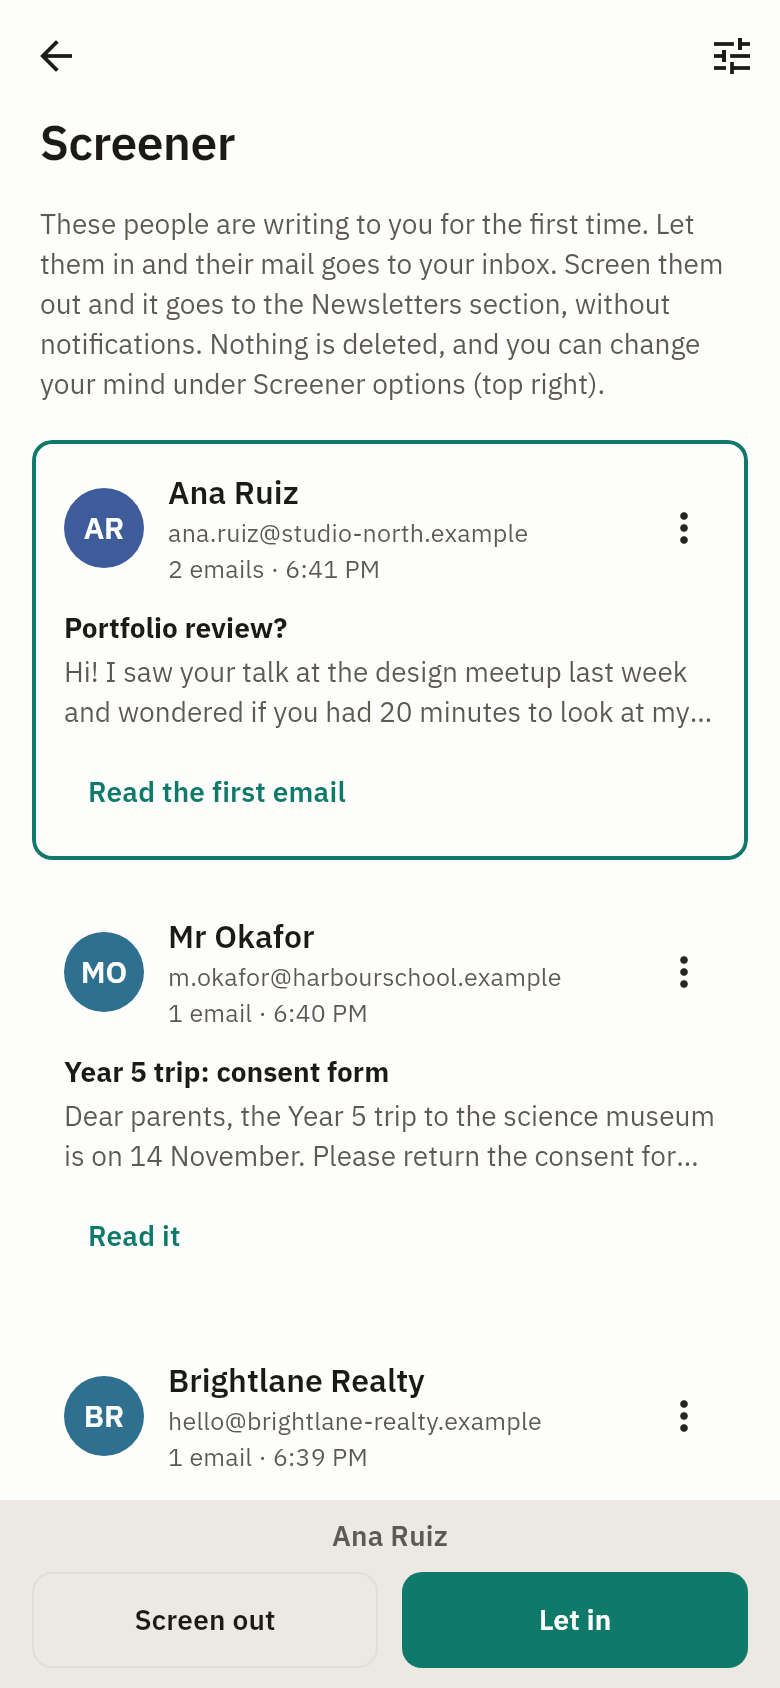 Screener
These people are writing to you for the first time. Let
them in and their mail goes to your inbox. Screen them
out and it goes to the Newsletters section, without
notifications. Nothing is deleted, and you can change
your mind under Screener options (top right).
AR
Ana Ruiz
ana.ruiz@studio-north.example
2 emails · 6:41 PM
Portfolio review?
Hi! I saw your talk at the design meetup last week
and wondered if you had 20 minutes to look at my...
Read the first email
MO
Mr Okafor
m.okafor@harbourschool.example
1 email · 6:40 PM
Year 5 trip: consent form
Dear parents, the Year 5 trip to the science museum
is on 14 November. Please return the consent for...
Read it
BR
Brightlane Realty
hello@brightlane-realty.example
1 email · 6:39 PM
Ana Ruiz
Screen out
Let in